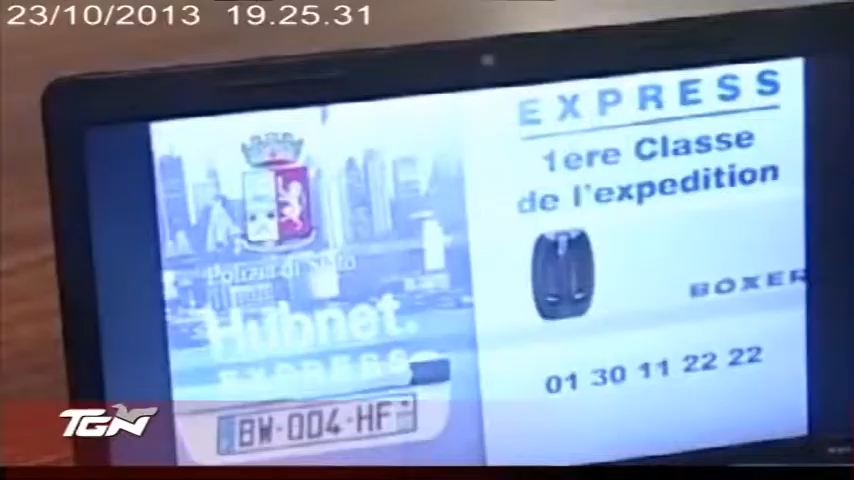 23/10/2013 19.25.31
EXPRESS
1ere Classe
de l'expedition
Polizia di Stato
BOXER
Hubnet.
EXPRESS
01 30 11 22 22
BW-004-HF
TGN